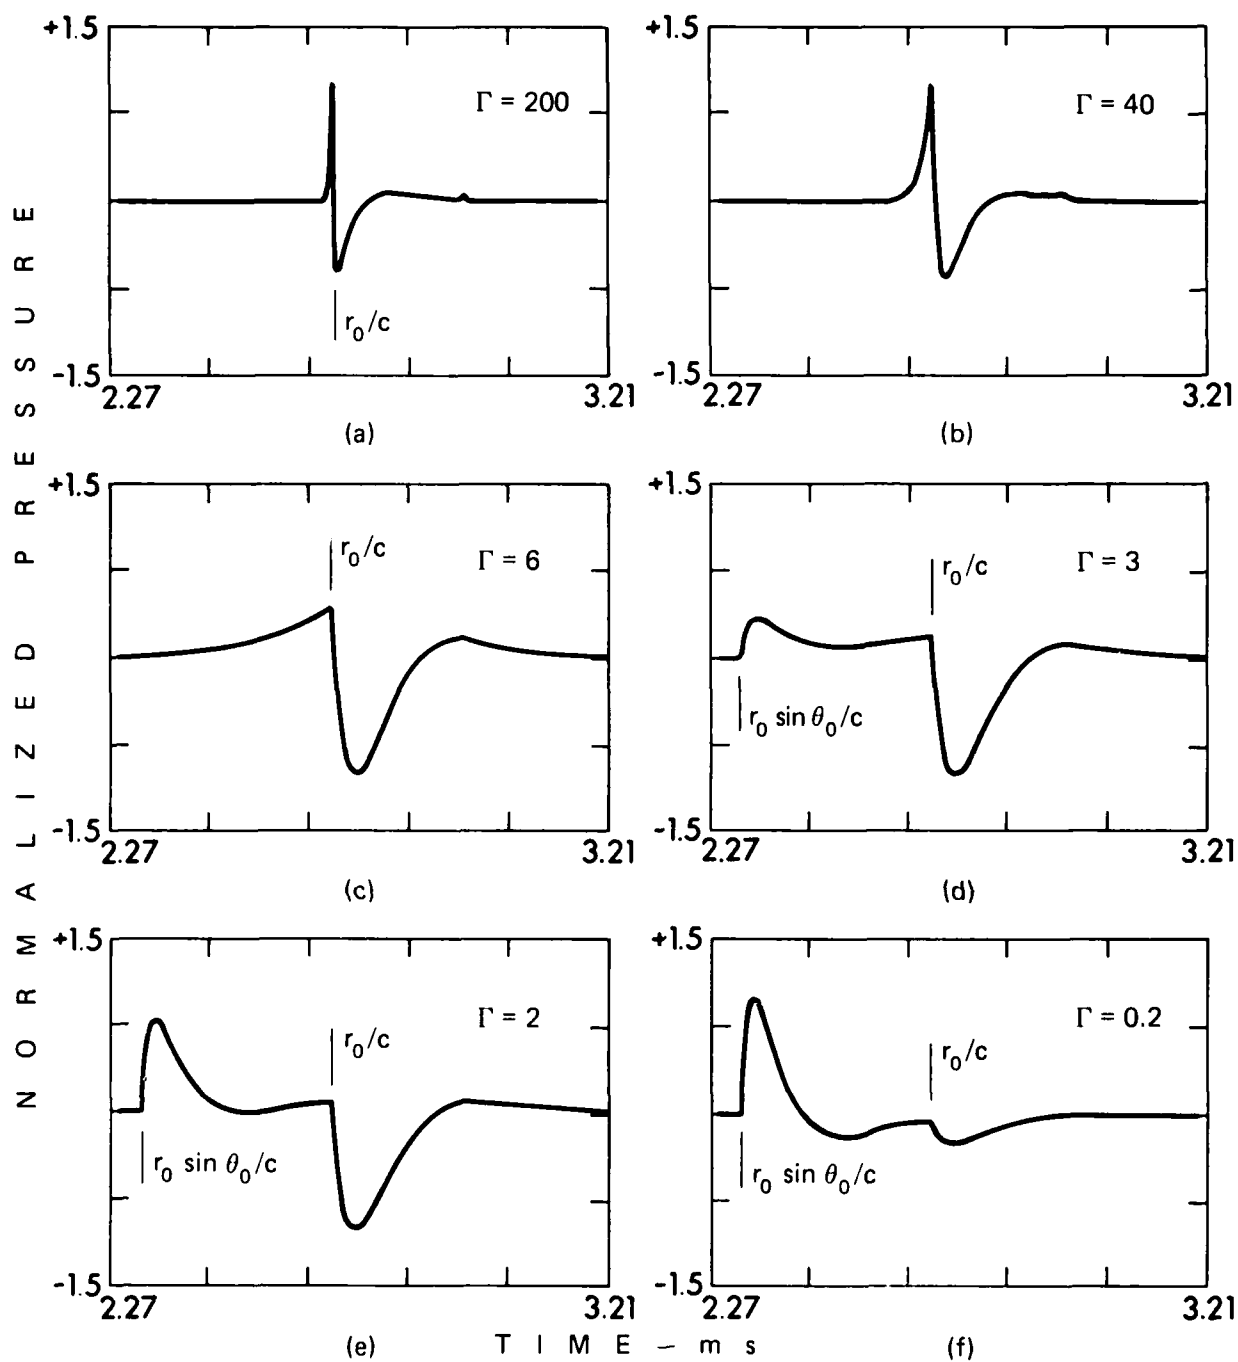 NORMALIZED PRESSURE
+1.5
Γ = 200
r₀/c
-1.5
2.27
3.21
(a)
+1.5
Γ = 40
-1.5
2.27
3.21
(b)
+1.5
r₀/c
Γ = 6
-1.5
2.27
3.21
(c)
+1.5
r₀/c
Γ = 3
r₀ sin θ₀/c
-1.5
2.27
3.21
(d)
+1.5
Γ = 2
r₀/c
r₀ sin θ₀/c
-1.5
2.27
3.21
(e)
+1.5
Γ = 0.2
r₀/c
r₀ sin θ₀/c
-1.5
2.27
3.21
(f)
TIME – ms